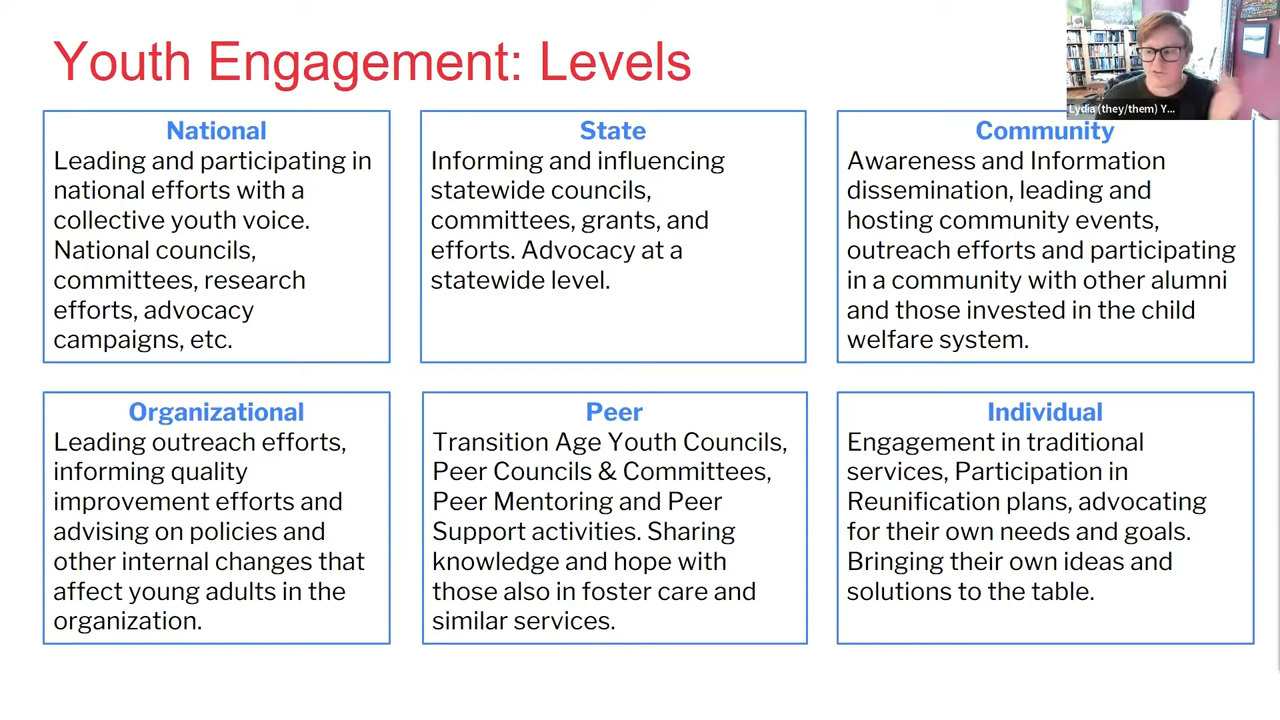 Youth Engagement: Levels
Lydia (they/them) Y...
National
Leading and participating in
national efforts with a
collective youth voice.
National councils,
committees, research
efforts, advocacy
campaigns, etc.
State
Informing and influencing
statewide councils,
committees, grants, and
efforts. Advocacy at a
statewide level.
Community
Awareness and Information
dissemination, leading and
hosting community events,
outreach efforts and participating
in a community with other alumni
and those invested in the child
welfare system.
Organizational
Leading outreach efforts,
informing quality
improvement efforts and
advising on policies and
other internal changes that
affect young adults in the
organization.
Peer
Transition Age Youth Councils,
Peer Councils & Committees,
Peer Mentoring and Peer
Support activities. Sharing
knowledge and hope with
those also in foster care and
similar services.
Individual
Engagement in traditional
services, Participation in
Reunification plans, advocating
for their own needs and goals.
Bringing their own ideas and
solutions to the table.